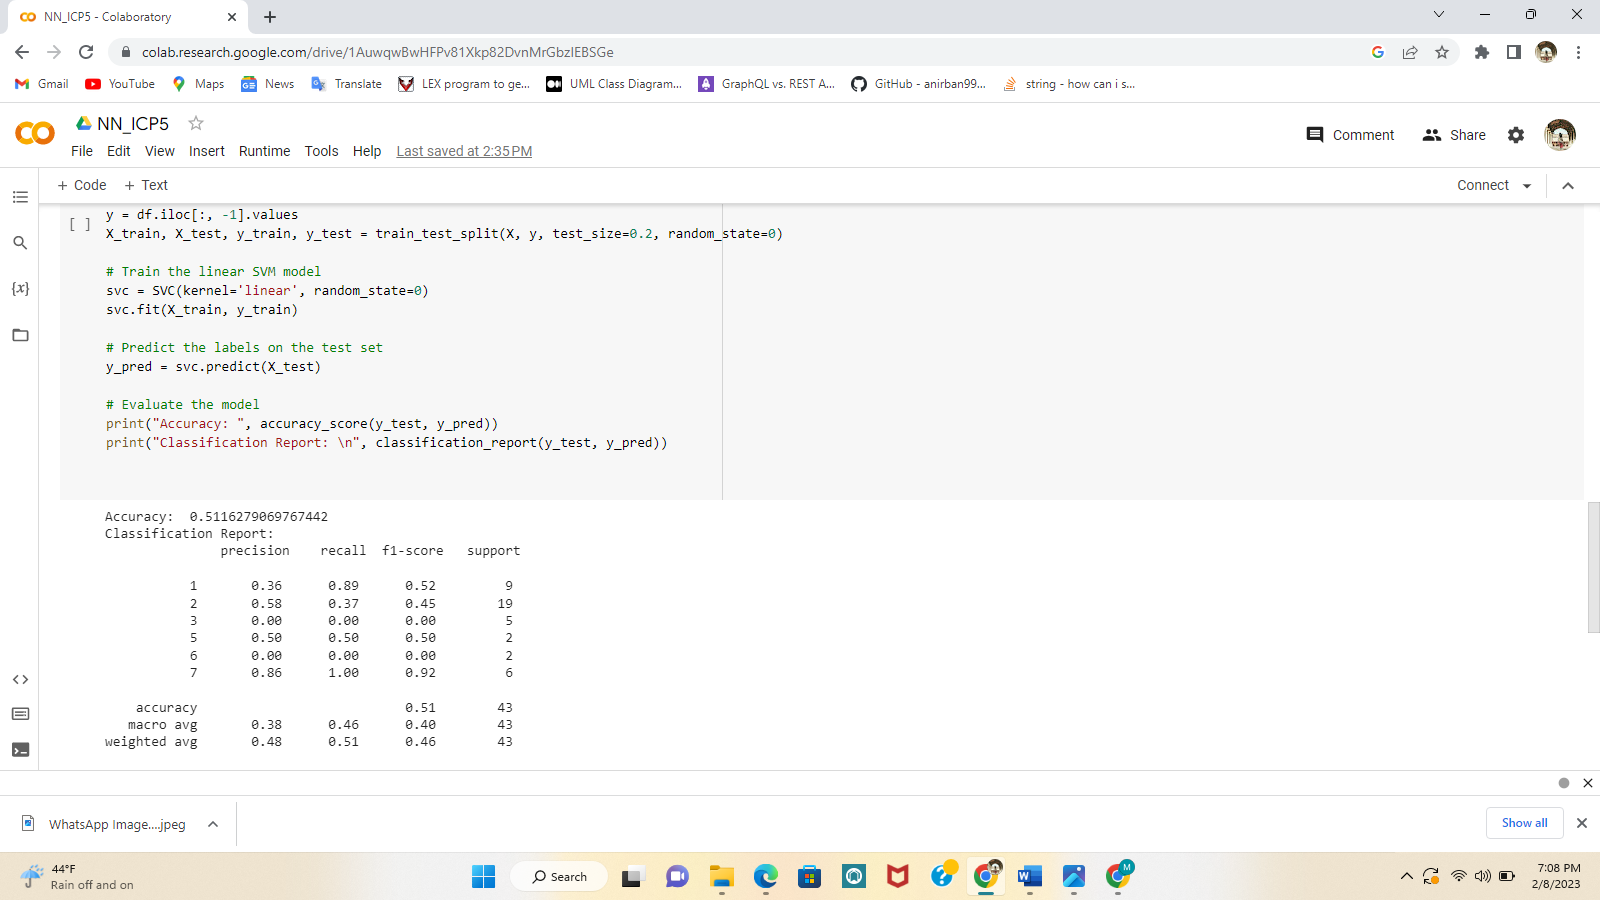 NN_ICP5 - Colaboratory
colab.research.google.com/drive/1AuwqwBwHFPv81Xkp82DvnMrGbzIEBSGe
Gmail YouTube Maps News Translate LEX program to ge... UML Class Diagram... GraphQL vs. REST A... GitHub - anirban99... string - how can i s...
NN_ICP5
Comment Share
File Edit View Insert Runtime Tools Help Last saved at 2:35 PM
+ Code + Text Connect
y = df.iloc[:, -1].values
[ ]
X_train, X_test, y_train, y_test = train_test_split(X, y, test_size=0.2, random_state=0)
# Train the linear SVM model
svc = SVC(kernel='linear', random_state=0)
svc.fit(X_train, y_train)
# Predict the labels on the test set
y_pred = svc.predict(X_test)
# Evaluate the model
print("Accuracy: ", accuracy_score(y_test, y_pred))
print("Classification Report: \n", classification_report(y_test, y_pred))
Accuracy:  0.5116279069767442
Classification Report:
precision recall f1-score support
1 0.36 0.89 0.52 9
2 0.58 0.37 0.45 19
3 0.00 0.00 0.00 5
5 0.50 0.50 0.50 2
6 0.00 0.00 0.00 2
7 0.86 1.00 0.92 6
accuracy 0.51 43
macro avg 0.38 0.46 0.40 43
weighted avg 0.48 0.51 0.46 43
WhatsApp Image....jpeg
Show all
44°F
Rain off and on
Search
7:08 PM
2/8/2023